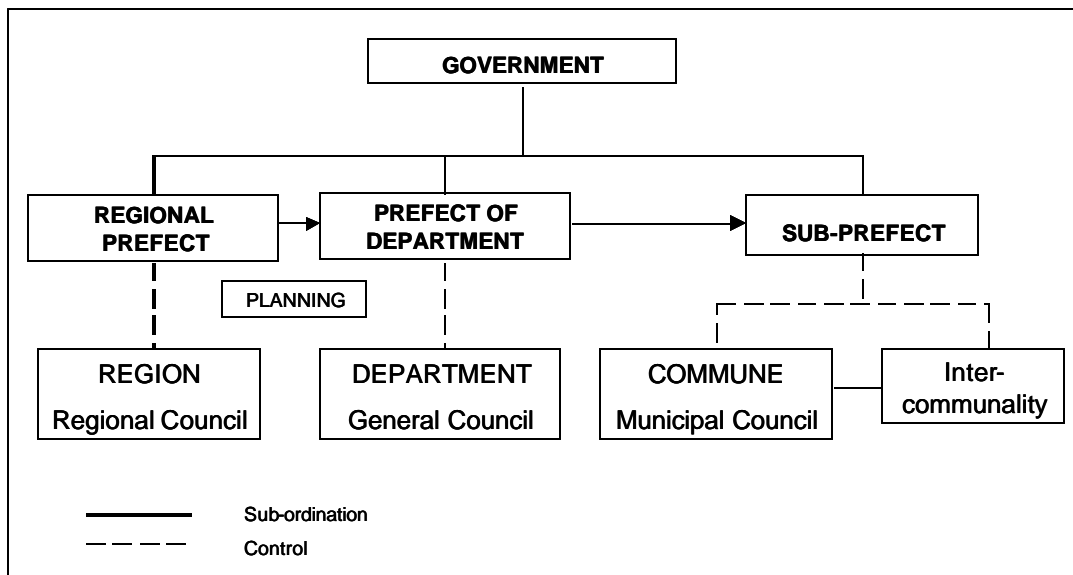 GOVERNMENT
REGIONAL
PREFECT
PREFECT OF
DEPARTMENT
SUB-PREFECT
PLANNING
REGION
Regional Council
DEPARTMENT
General Council
COMMUNE
Municipal Council
Inter-
communality
Sub-ordination
Control